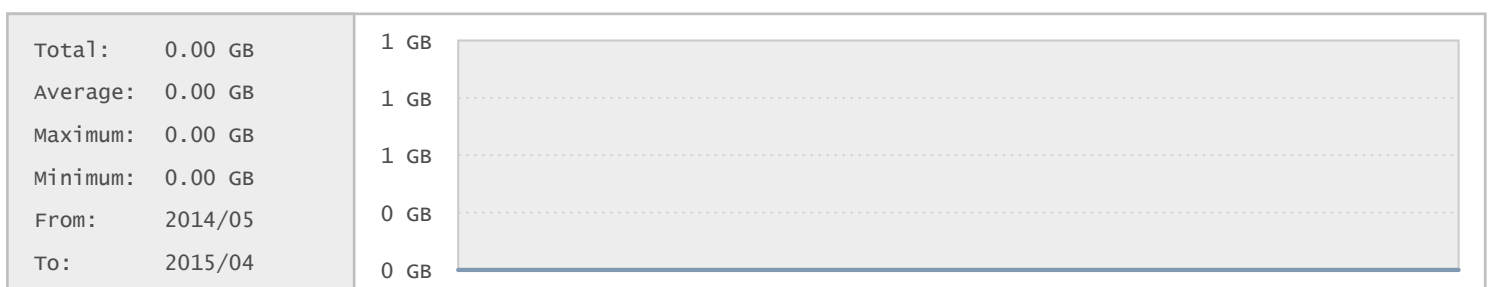 Total: 0.00 GB
Average: 0.00 GB
Maximum: 0.00 GB
Minimum: 0.00 GB
From: 2014/05
To: 2015/04
1 GB
1 GB
1 GB
0 GB
0 GB